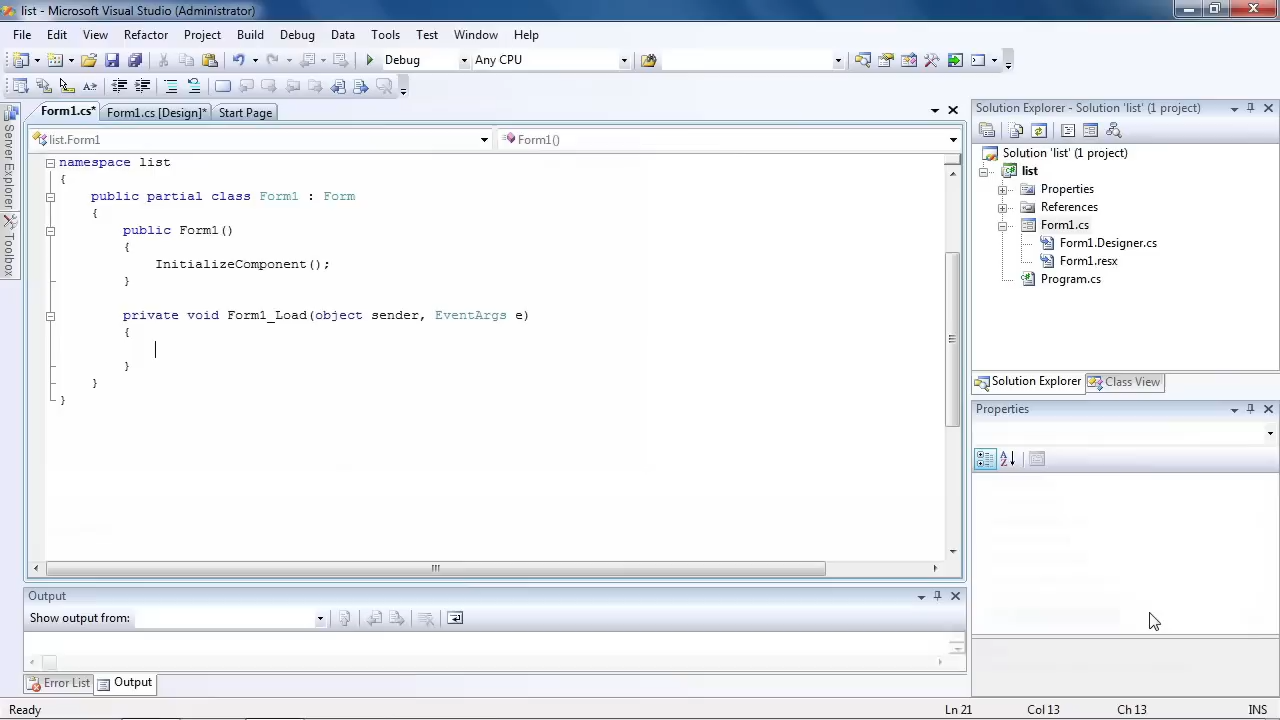 list - Microsoft Visual Studio (Administrator)
File Edit View Refactor Project Build Debug Data Tools Test Window Help
Debug Any CPU
Form1.cs* Form1.cs [Design]* Start Page
list.Form1 Form1()
Server Explorer
Toolbox
namespace list
{
public partial class Form1 : Form
{
public Form1()
{
InitializeComponent();
}
private void Form1_Load(object sender, EventArgs e)
{
}
}
}
Solution Explorer - Solution 'list' (1 project)
Solution 'list' (1 project)
list
Properties
References
Form1.cs
Form1.Designer.cs
Form1.resx
Program.cs
Solution Explorer Class View
Properties
Output
Show output from:
Error List Output
Ready Ln 21 Col 13 Ch 13 INS